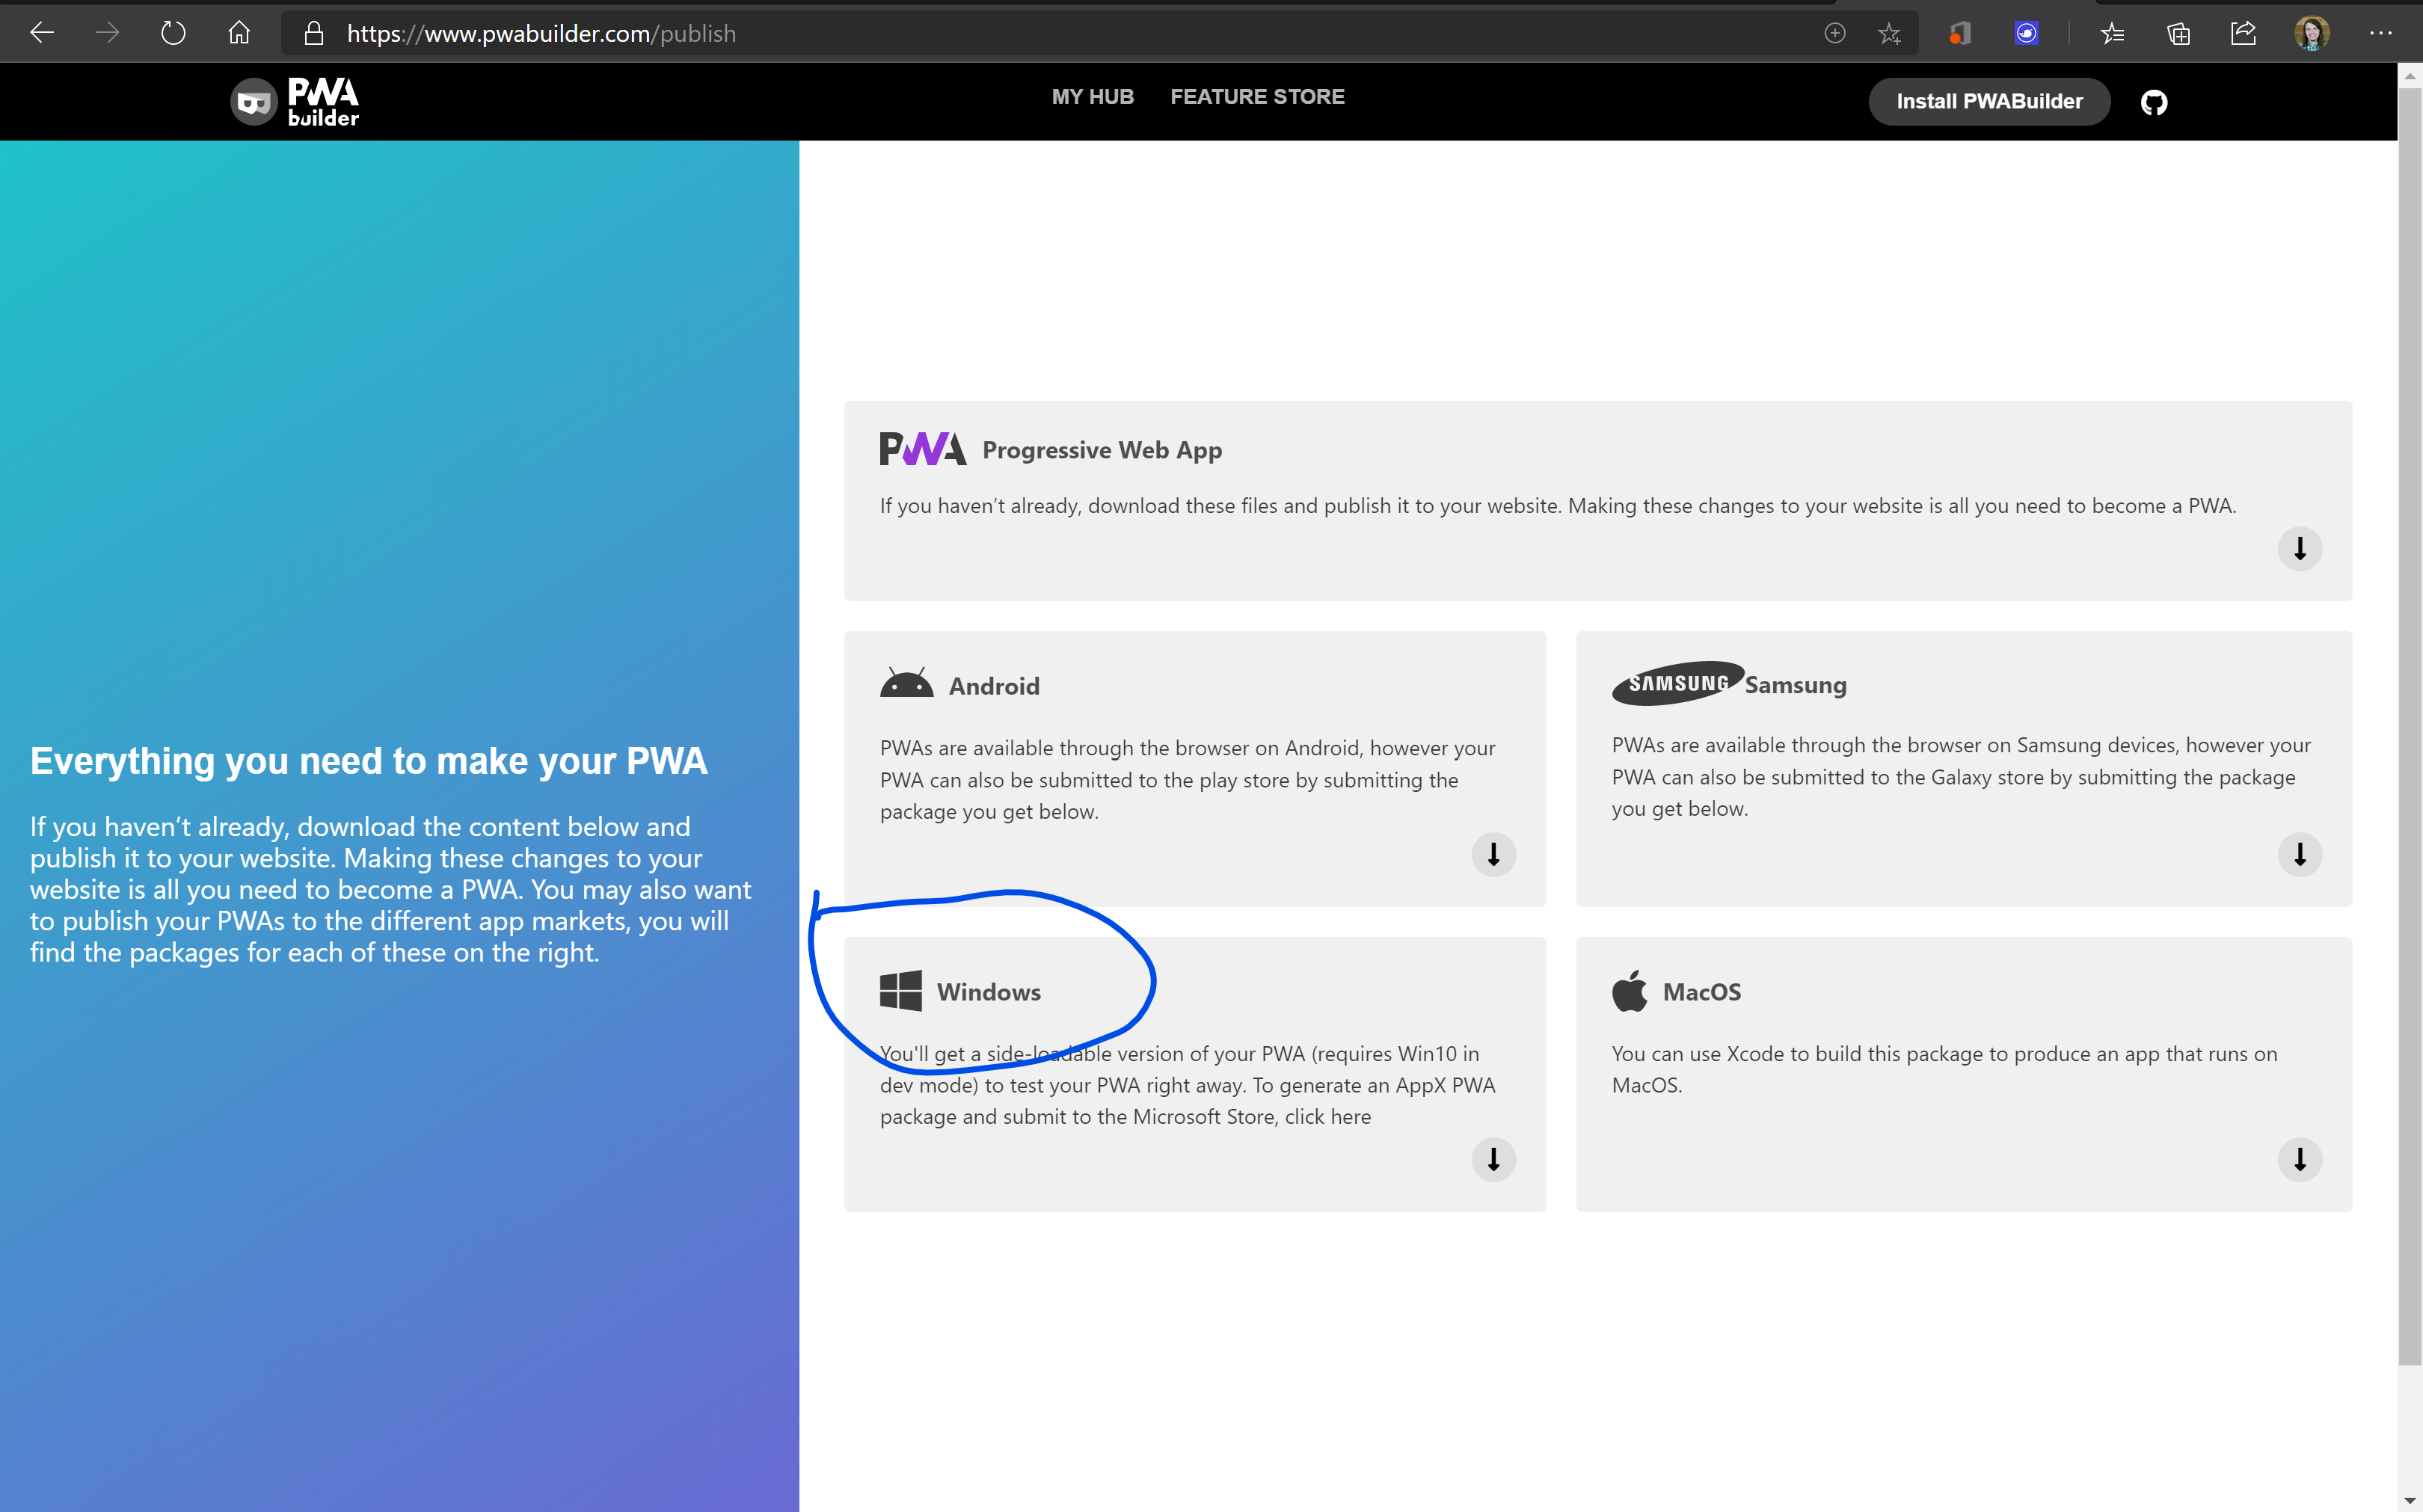 https://www.pwabuilder.com/publish
PWA
builder
MY HUB
FEATURE STORE
Install PWABuilder
Everything you need to make your PWA
If you haven’t already, download the content below and
publish it to your website. Making these changes to your
website is all you need to become a PWA. You may also want
to publish your PWAs to the different app markets, you will
find the packages for each of these on the right.
PWA Progressive Web App
If you haven’t already, download these files and publish it to your website. Making these changes to your website is all you need to become a PWA.
Android
PWAs are available through the browser on Android, however your
PWA can also be submitted to the play store by submitting the
package you get below.
SAMSUNG Samsung
PWAs are available through the browser on Samsung devices, however your
PWA can also be submitted to the Galaxy store by submitting the package
you get below.
Windows
You'll get a side-loadable version of your PWA (requires Win10 in
dev mode) to test your PWA right away. To generate an AppX PWA
package and submit to the Microsoft Store, click here
MacOS
You can use Xcode to build this package to produce an app that runs on
MacOS.